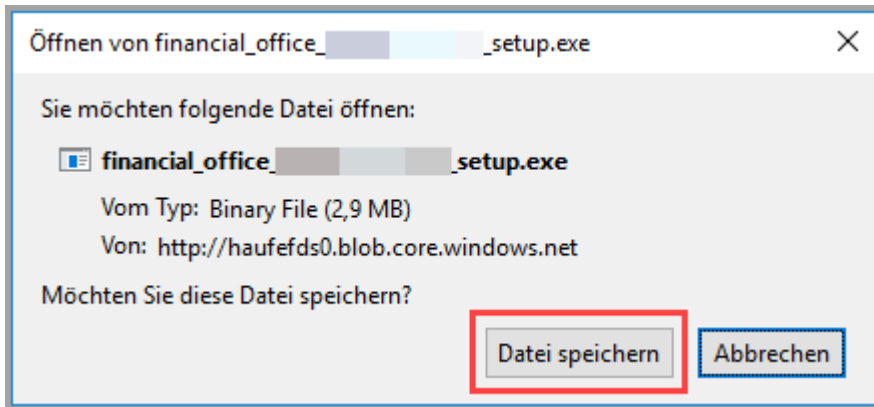 Öffnen von financial_office_ _setup.exe
Sie möchten folgende Datei öffnen:
financial_office_ _setup.exe
Vom Typ: Binary File (2,9 MB)
Von: http://haufefds0.blob.core.windows.net
Möchten Sie diese Datei speichern?
Datei speichern Abbrechen